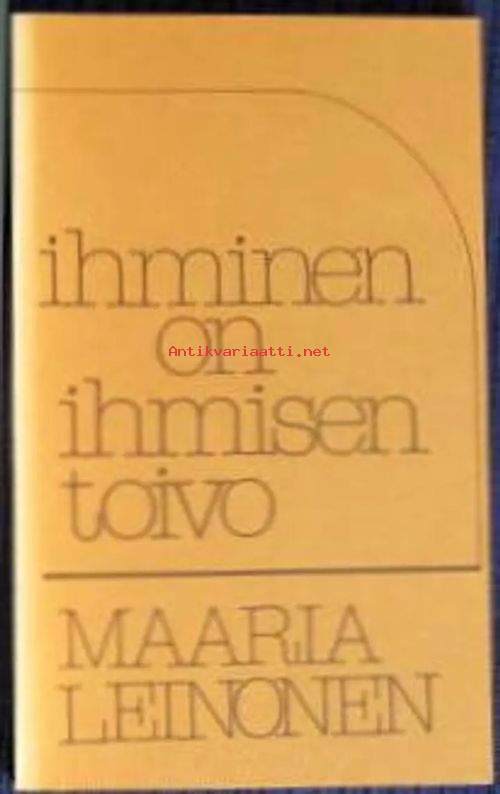 ihminen
on
Antikvariaatti.net
ihmisen
toivo
MAARIA
LEINONEN